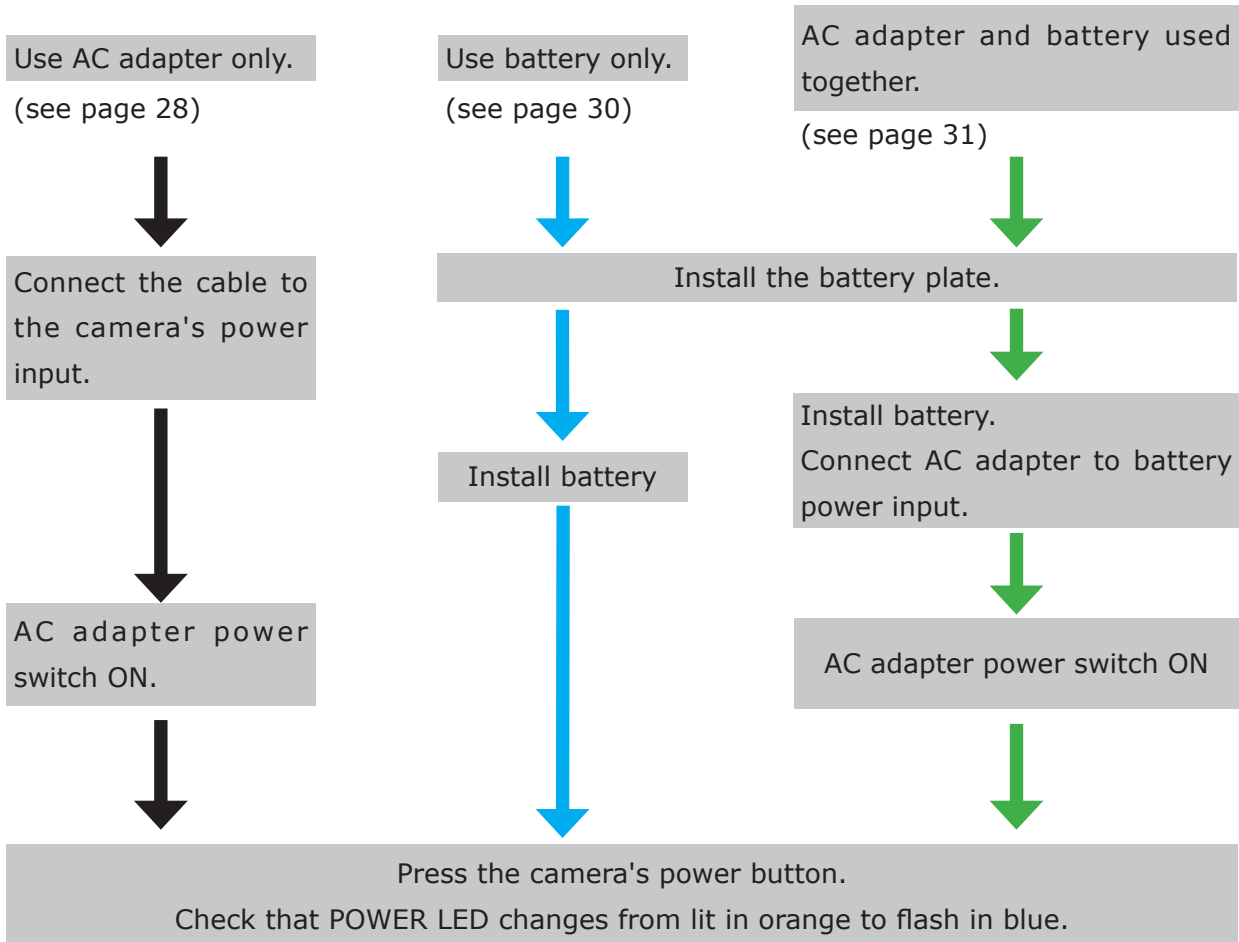 Use AC adapter only.
(see page 28)
Connect the cable to
the camera's power
input.
AC adapter power
switch ON.
Use battery only.
(see page 30)
AC adapter and battery used
together.
(see page 31)
Install the battery plate.
Install battery
Install battery.
Connect AC adapter to battery
power input.
AC adapter power switch ON
Press the camera's power button.
Check that POWER LED changes from lit in orange to flash in blue.